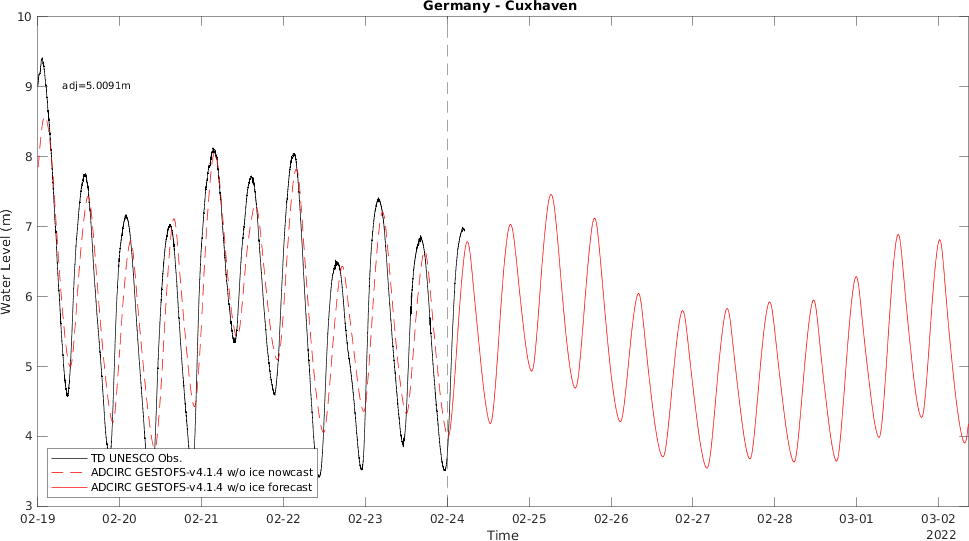 Germany - Cuxhaven
10
9
8
7
6
5
4
3
Water Level (m)
adj=5.0091m
TD UNESCO Obs.
ADCIRC GESTOFS-v4.1.4 w/o ice nowcast
ADCIRC GESTOFS-v4.1.4 w/o ice forecast
02-19 02-20 02-21 02-22 02-23 02-24 02-25 02-26 02-27 02-28 03-01 03-02
Time
2022